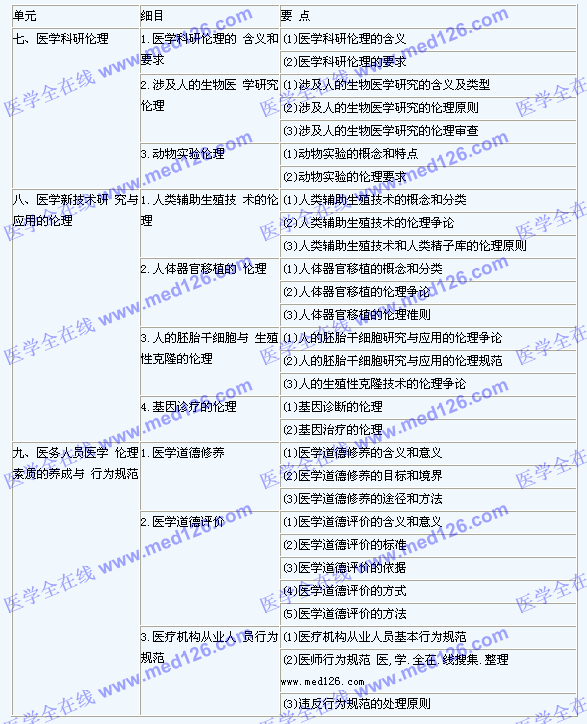 单元 细目 要 点
七、医学科研伦理 1.医学科研伦理的 含义和 (1)医学科研伦理的含义
要求 (2)医学科研伦理的要求
2.涉及人的生物医 学研究 (1)涉及人的生物医学研究的含义及类型
伦理 (2)涉及人的生物医学研究的伦理原则
(3)涉及人的生物医学研究的伦理审查
3.动物实验伦理 (1)动物实验的概念和特点
(2)动物实验的伦理要求
八、医学新技术研 究与 1.人类辅助生殖技 术的伦 (1)人类辅助生殖技术的概念和分类
应用的伦理 理 (2)人类辅助生殖技术的伦理争论
(3)人类辅助生殖技术和人类精子库的伦理原则
2.人体器官移植的 伦理 (1)人体器官移植的概念和分类
(2)人体器官移植的伦理争论
(3)人体器官移植的伦理准则
3.人的胚胎干细胞与 生殖 (1)人的胚胎干细胞研究与应用的伦理争论
性克隆的伦理 (2)人的胚胎干细胞研究与应用的伦理规范
(3)人的生殖性克隆技术的伦理争论
4.基因诊疗的伦理 (1)基因诊断的伦理
(2)基因治疗的伦理
九、医务人员医学 伦理 1.医学道德修养 (1)医学道德修养的含义和意义
素质的养成与 行为规范 (2)医学道德修养的目标和境界
(3)医学道德修养的途径和方法
2.医学道德评价 (1)医学道德评价的含义和意义
(2)医学道德评价的标准
(3)医学道德评价的依据
(4)医学道德评价的方式
(5)医学道德评价的方法
3.医疗机构从业人 员行为 (1)医疗机构从业人员基本行为规范
规范 (2)医师行为规范 医,学.全在.线搜集.整理
www.med126.com
(3)违反行为规范的处理原则
医学全在线 www.med126.com